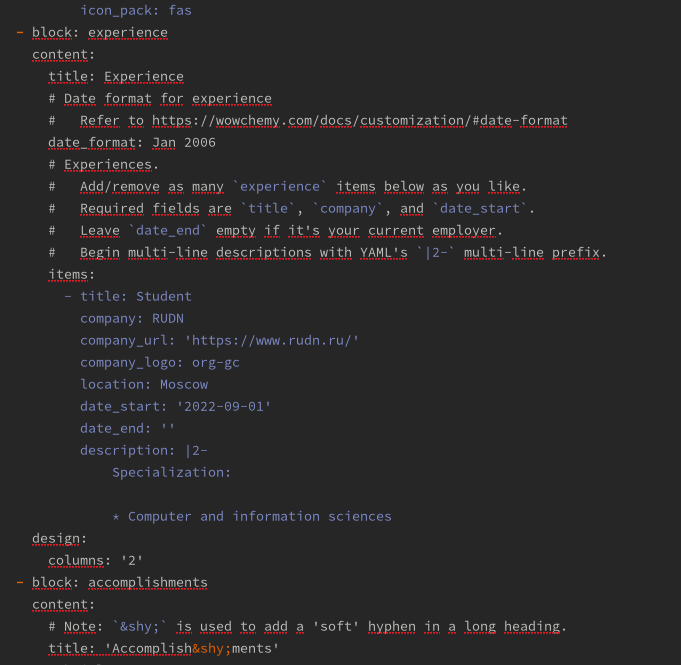 icon_pack: fas
- block: experience
content:
title: Experience
# Date format for experience
#   Refer to https://wowchemy.com/docs/customization/#date-format
date_format: Jan 2006
# Experiences.
#   Add/remove as many `experience` items below as you like.
#   Required fields are `title`, `company`, and `date_start`.
#   Leave `date_end` empty if it's your current employer.
#   Begin multi-line descriptions with YAML's `|2-` multi-line prefix.
items:
- title: Student
company: RUDN
company_url: 'https://www.rudn.ru/'
company_logo: org-gc
location: Moscow
date_start: '2022-09-01'
date_end: ''
description: |2-
Specialization:
* Computer and information sciences
design:
columns: '2'
- block: accomplishments
content:
# Note: `&shy;` is used to add a 'soft' hyphen in a long heading.
title: 'Accomplish&shy;ments'